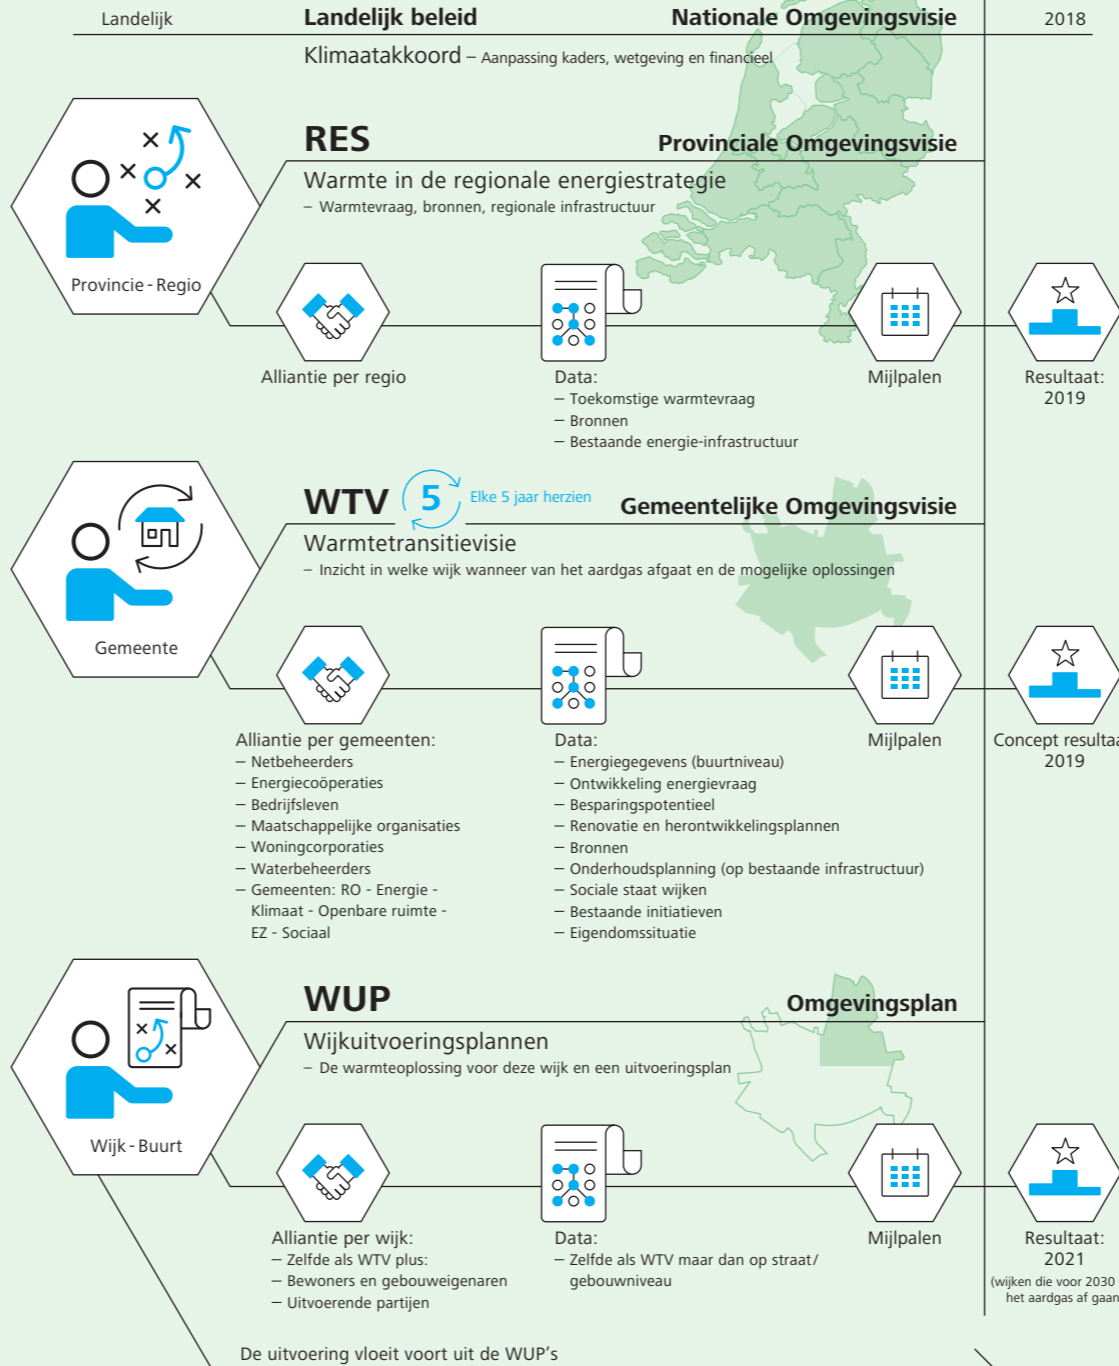 Landelijk
Landelijk beleid
Nationale Omgevingsvisie
2018
Klimaatakkoord – Aanpassing kaders, wetgeving en financieel
RES
Provinciale Omgevingsvisie
Warmte in de regionale energiestrategie
– Warmtevraag, bronnen, regionale infrastructuur
Provincie - Regio
Alliantie per regio
Data:
– Toekomstige warmtevraag
– Bronnen
– Bestaande energie-infrastructuur
Mijlpalen
Resultaat:
2019
WTV
5
Elke 5 jaar herzien
Gemeentelijke Omgevingsvisie
Warmtetransitievisie
– Inzicht in welke wijk wanneer van het aardgas afgaat en de mogelijke oplossingen
Gemeente
Alliantie per gemeenten:
– Netbeheerders
– Energiecoöperaties
– Bedrijfsleven
– Maatschappelijke organisaties
– Woningcorporaties
– Waterbeheerders
– Gemeenten: RO - Energie -
Klimaat - Openbare ruimte -
EZ - Sociaal
Data:
– Energiegegevens (buurtniveau)
– Ontwikkeling energievraag
– Besparingspotentieel
– Renovatie en herontwikkelingsplannen
– Bronnen
– Onderhoudsplanning (op bestaande infrastructuur)
– Sociale staat wijken
– Bestaande initiatieven
– Eigendomssituatie
Mijlpalen
Concept resultaa
2019
WUP
Omgevingsplan
Wijkuitvoeringsplannen
– De warmteoplossing voor deze wijk en een uitvoeringsplan
Wijk - Buurt
Alliantie per wijk:
– Zelfde als WTV plus:
– Bewoners en gebouweigenaren
– Uitvoerende partijen
Data:
– Zelfde als WTV maar dan op straat/
gebouwniveau
Mijlpalen
Resultaat:
2021
(wijken die voor 2030
het aardgas af gaan
De uitvoering vloeit voort uit de WUP's